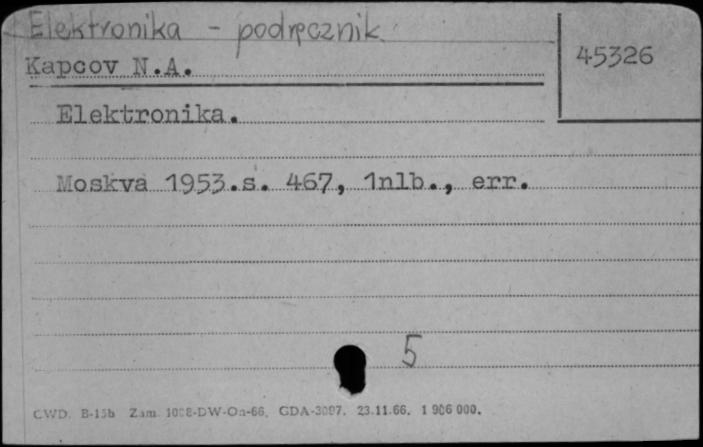 Elektronika - podręcznik
45326
Kapcov N.A.
Elektronika.
Moskva 1953.s. 467, 1nlb., err.
5
CWD. B-15b Zam. DW-On-66. GDA-3097. 23.11.66. 1 906 000.